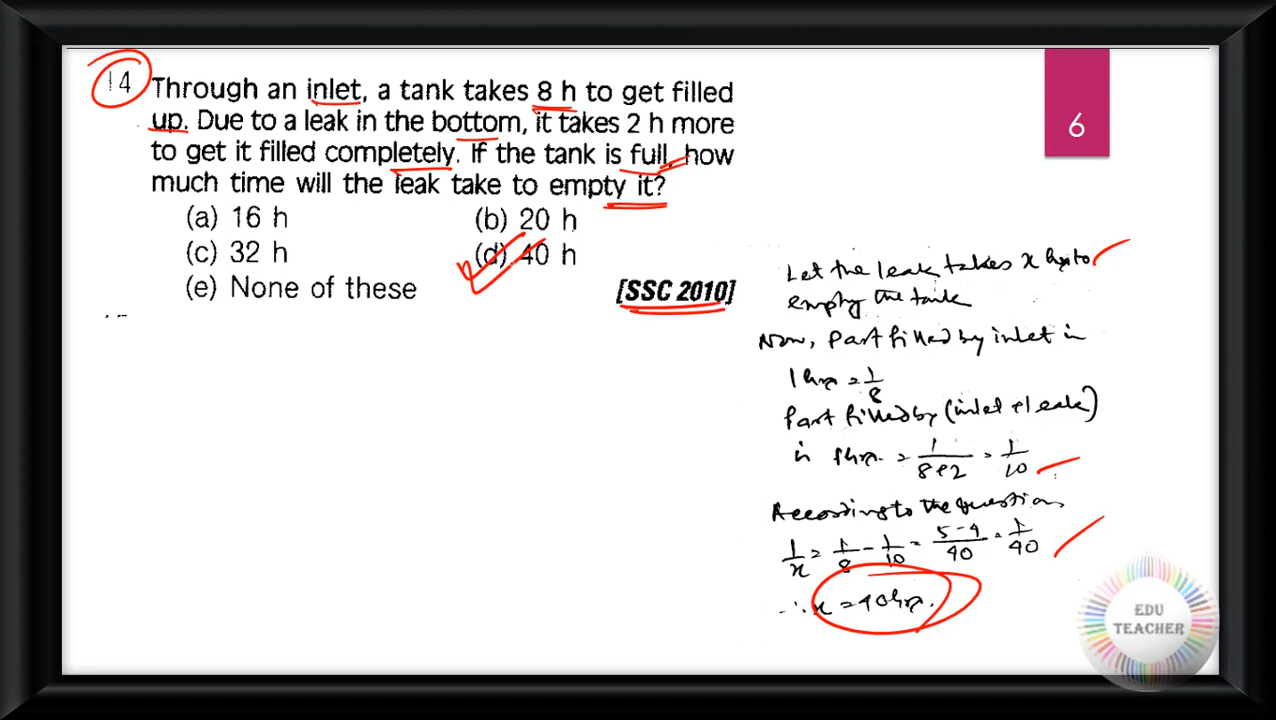 14 Through an inlet, a tank takes 8 h to get filled
up. Due to a leak in the bottom, it takes 2 h more
to get it filled completely. If the tank is full, how
much time will the leak take to empty it?
(a) 16 h (b) 20 h
(c) 32 h (d) 40 h
(e) None of these
[SSC 2010]
6
Let the leak takes x hrs to
empty the tank
Now, Part filled by inlet in
1 hr = 1/8
Part filled by (inlet + leak)
in 1 hr. = 1/8+2 = 1/10
According to the question,
1/x = 1/8 - 1/10 = 5-4/40 = 1/40
∴ x = 40 hr.
EDU
TEACHER